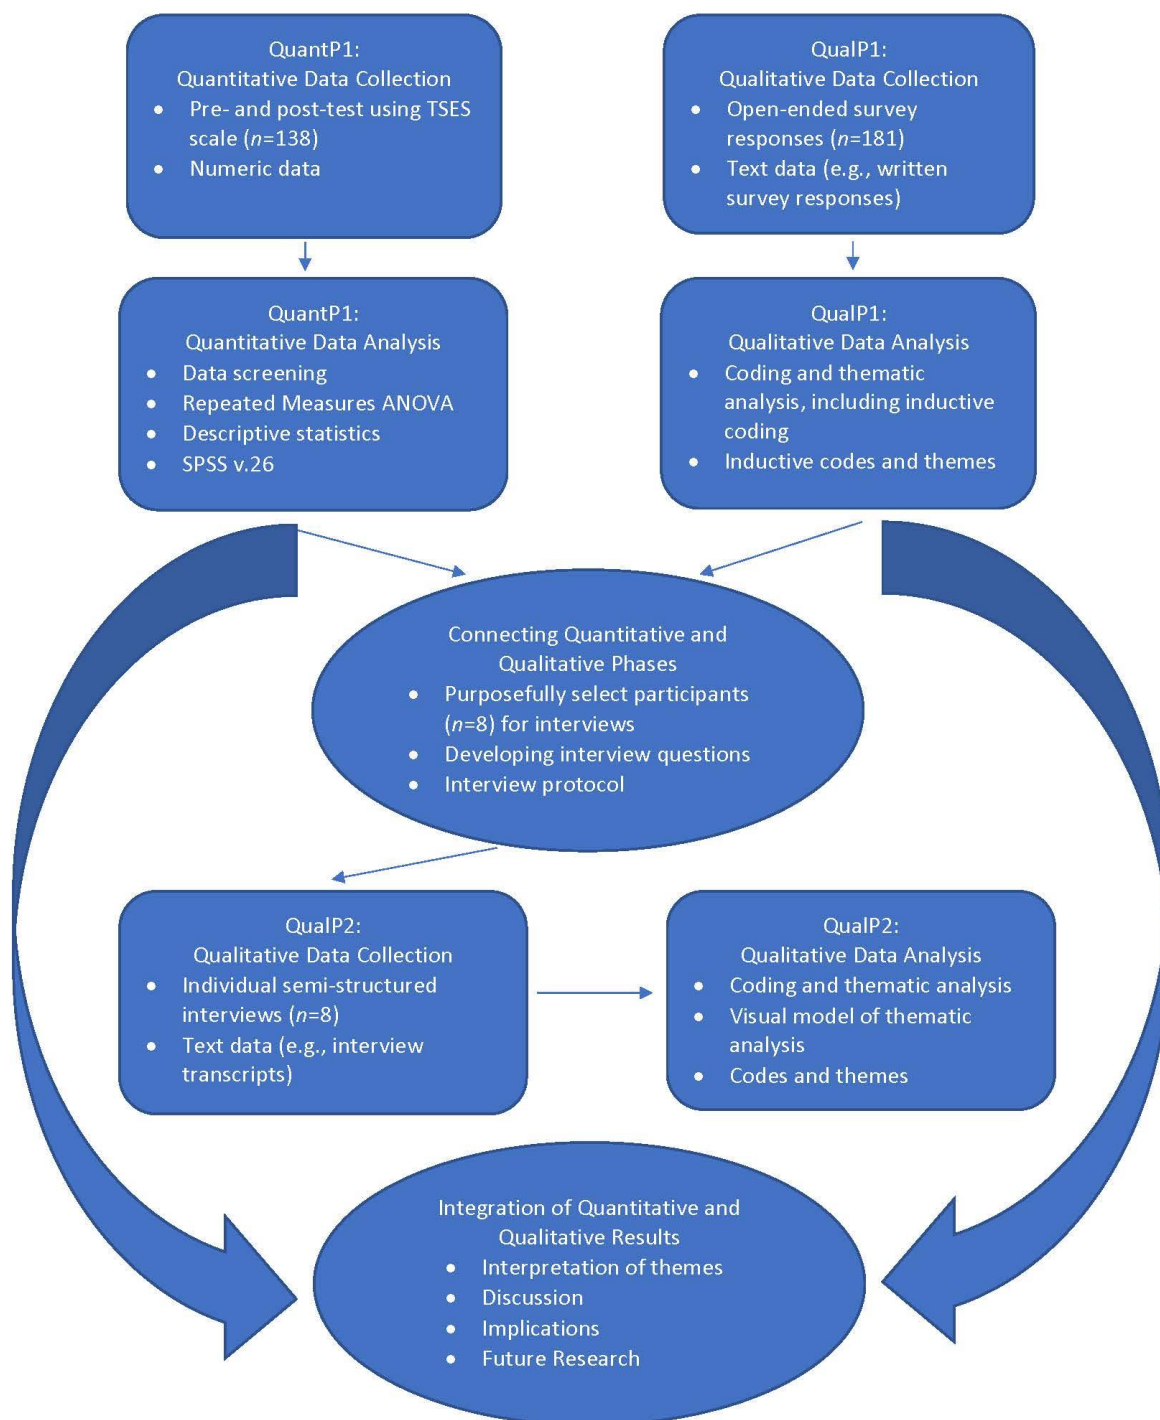 QuantP1:
Quantitative Data Collection
• Pre- and post-test using TSES
scale (n=138)
• Numeric data
QualP1:
Qualitative Data Collection
• Open-ended survey
responses (n=181)
• Text data (e.g., written
survey responses)
QuantP1:
Quantitative Data Analysis
• Data screening
• Repeated Measures ANOVA
• Descriptive statistics
• SPSS v.26
QualP1:
Qualitative Data Analysis
• Coding and thematic
analysis, including inductive
coding
• Inductive codes and themes
Connecting Quantitative and
Qualitative Phases
• Purposefully select participants
(n=8) for interviews
• Developing interview questions
• Interview protocol
QualP2:
Qualitative Data Collection
• Individual semi-structured
interviews (n=8)
• Text data (e.g., interview
transcripts)
QualP2:
Qualitative Data Analysis
• Coding and thematic analysis
• Visual model of thematic
analysis
• Codes and themes
Integration of Quantitative and
Qualitative Results
• Interpretation of themes
• Discussion
• Implications
• Future Research